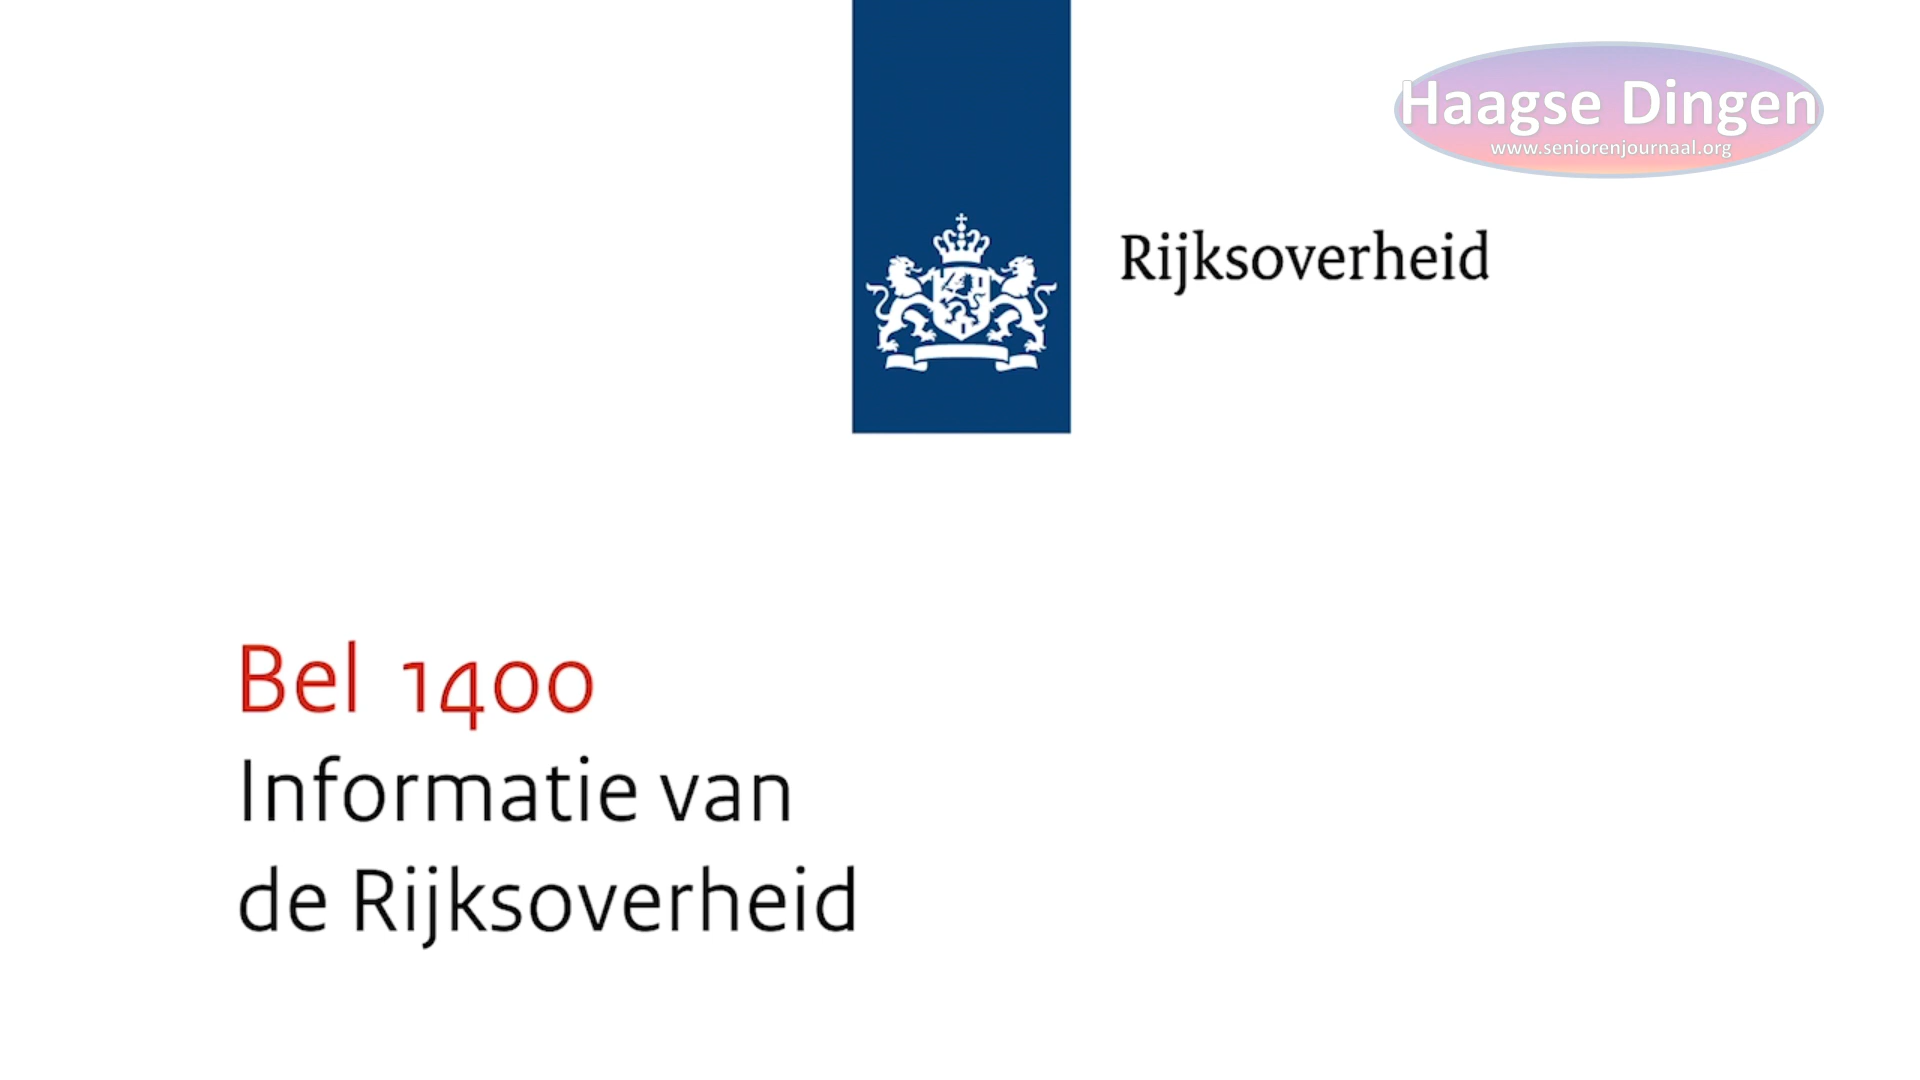 Haagse Dingen
www.seniorenjournaal.org
Rijksoverheid
Bel 1400
Informatie van
de Rijksoverheid